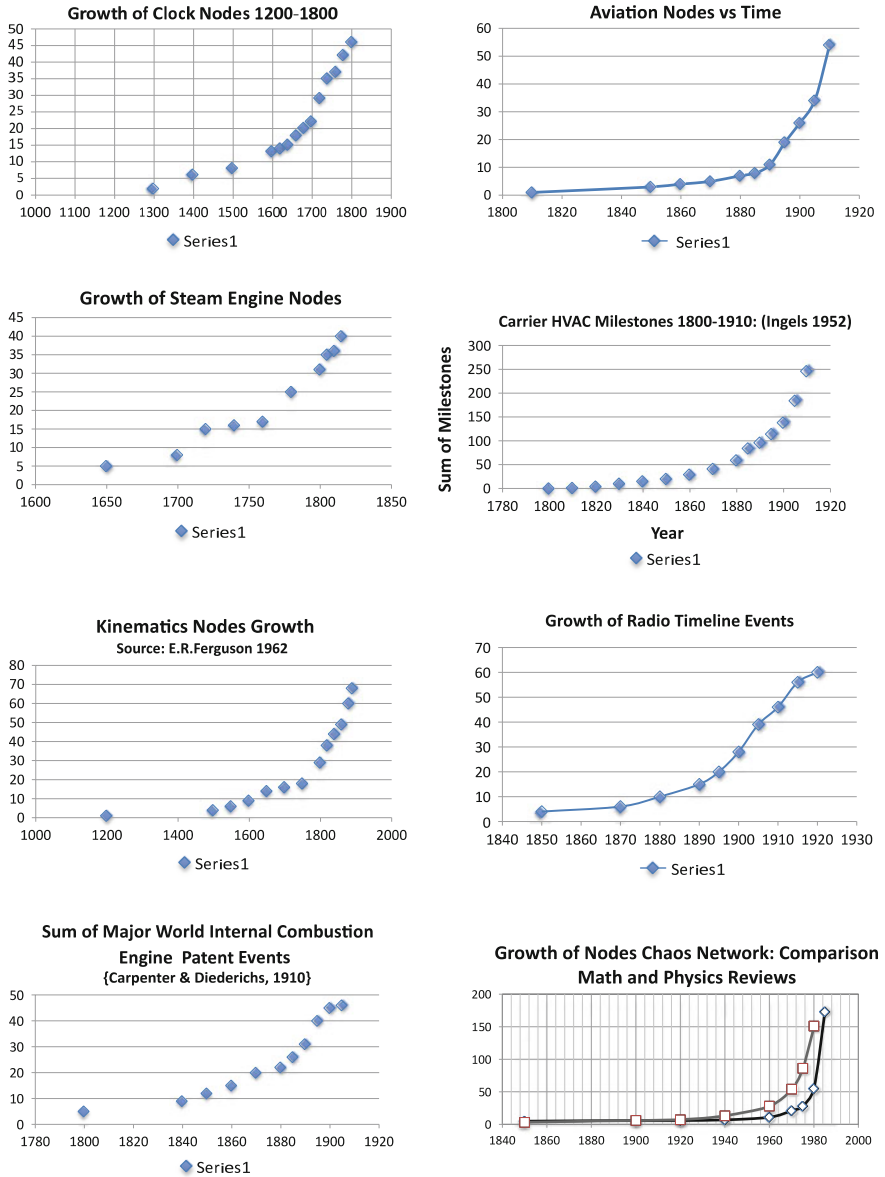 Growth of Clock Nodes 1200-1800
50
45
40
35
30
25
20
15
10
5
0
1000 1100 1200 1300 1400 1500 1600 1700 1800 1900
Series1
Aviation Nodes vs Time
60
50
40
30
20
10
0
1800 1820 1840 1860 1880 1900 1920
Series1
Growth of Steam Engine Nodes
45
40
35
30
25
20
15
10
5
0
1600 1650 1700 1750 1800 1850
Series1
Carrier HVAC Milestones 1800-1910: (Ingels 1952)
Sum of Milestones
300
250
200
150
100
50
0
1780 1800 1820 1840 1860 1880 1900 1920
Year
Series1
Kinematics Nodes Growth
Source: E.R.Ferguson 1962
80
70
60
50
40
30
20
10
0
1000 1200 1400 1600 1800 2000
Series1
Growth of Radio Timeline Events
70
60
50
40
30
20
10
0
1840 1850 1860 1870 1880 1890 1900 1910 1920 1930
Series1
Sum of Major World Internal Combustion
Engine Patent Events
{Carpenter & Diederichs, 1910}
50
40
30
20
10
0
1780 1800 1820 1840 1860 1880 1900 1920
Series1
Growth of Nodes Chaos Network: Comparison
Math and Physics Reviews
200
150
100
50
0
1840 1860 1880 1900 1920 1940 1960 1980 2000